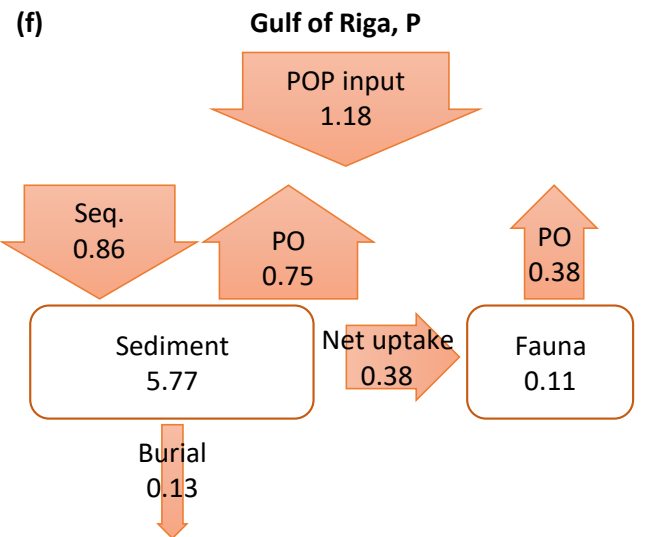 (f)
Gulf of Riga, P
POP input
1.18
Seq.
0.86
PO
0.75
PO
0.38
Sediment
5.77
Net uptake
0.38
Fauna
0.11
Burial
0.13